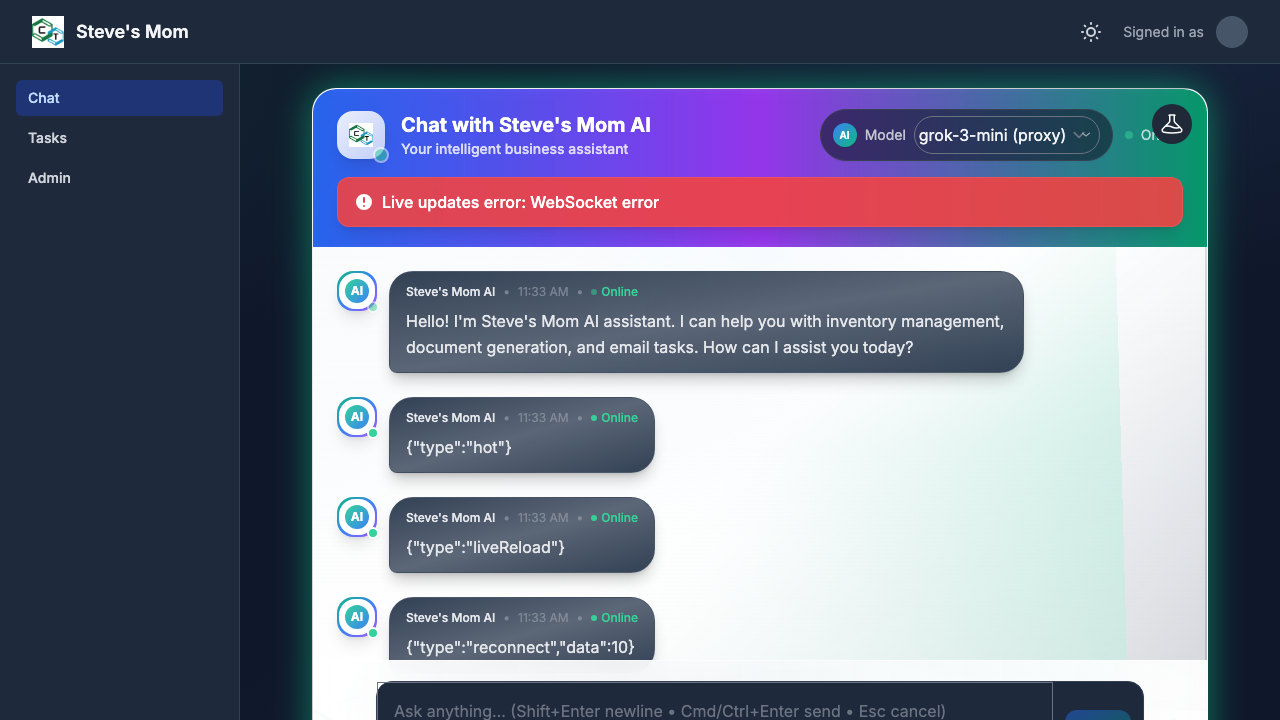 C T
Steve's Mom
Signed in as
Chat
Tasks
Admin
C T
Chat with Steve's Mom AI
Your intelligent business assistant
AI Model grok-3-mini (proxy)
Live updates error: WebSocket error
AI
Steve's Mom AI • 11:33 AM • Online
Hello! I'm Steve's Mom AI assistant. I can help you with inventory management,
document generation, and email tasks. How can I assist you today?
AI
Steve's Mom AI • 11:33 AM • Online
{"type":"hot"}
AI
Steve's Mom AI • 11:33 AM • Online
{"type":"liveReload"}
AI
Steve's Mom AI • 11:33 AM • Online
{"type":"reconnect","data":10}
Ask anything... (Shift+Enter newline • Cmd/Ctrl+Enter send • Esc cancel)